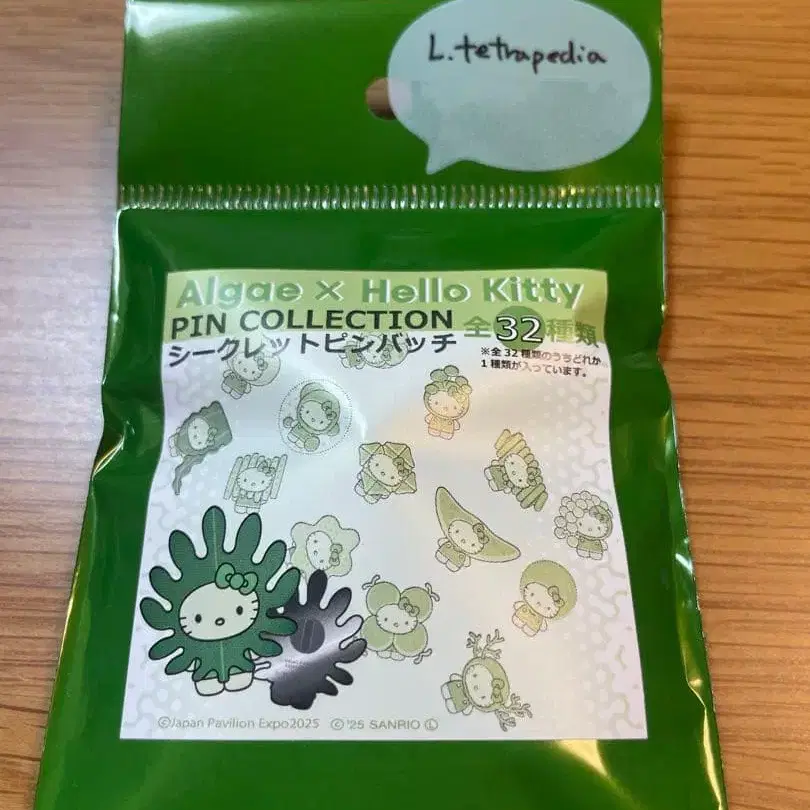 L. tetrapedia
Algae × Hello Kitty
PIN COLLECTION 全32種類
シークレットピンバッチ
※全32種類のうちどれか
1種類が入っています。
©Japan Pavilion Expo2025 ©'25 SANRIO Ⓛ